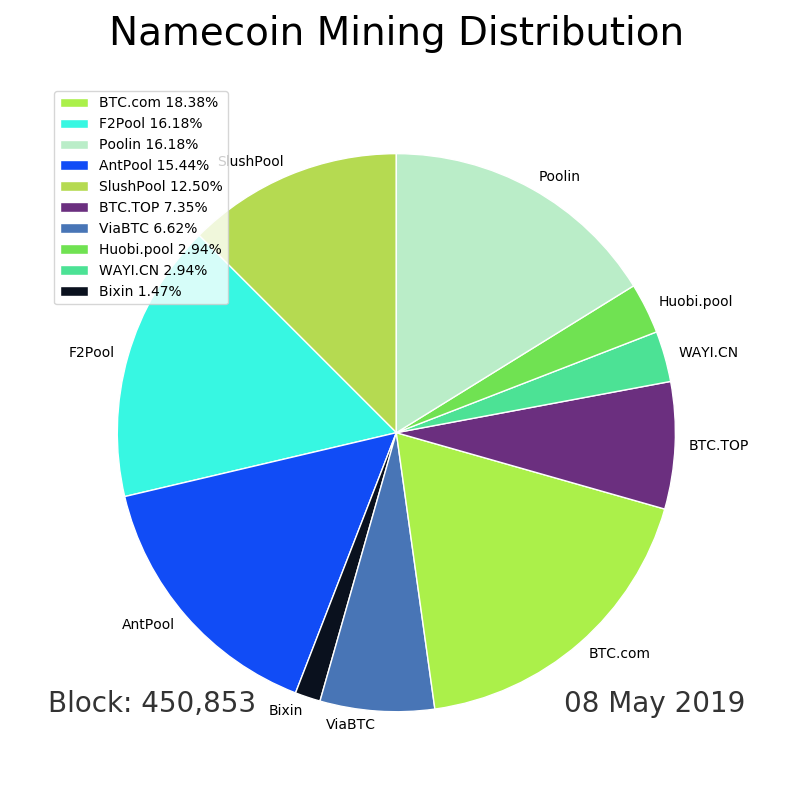 Namecoin Mining Distribution
BTC.com 18.38%
F2Pool 16.18%
Poolin 16.18%
AntPool 15.44%
SlushPool 12.50%
BTC.TOP 7.35%
ViaBTC 6.62%
Huobi.pool 2.94%
WAYI.CN 2.94%
Bixin 1.47%
SlushPool
Poolin
Huobi.pool
WAYI.CN
F2Pool
BTC.TOP
AntPool
BTC.com
Block: 450,853
Bixin
ViaBTC
08 May 2019